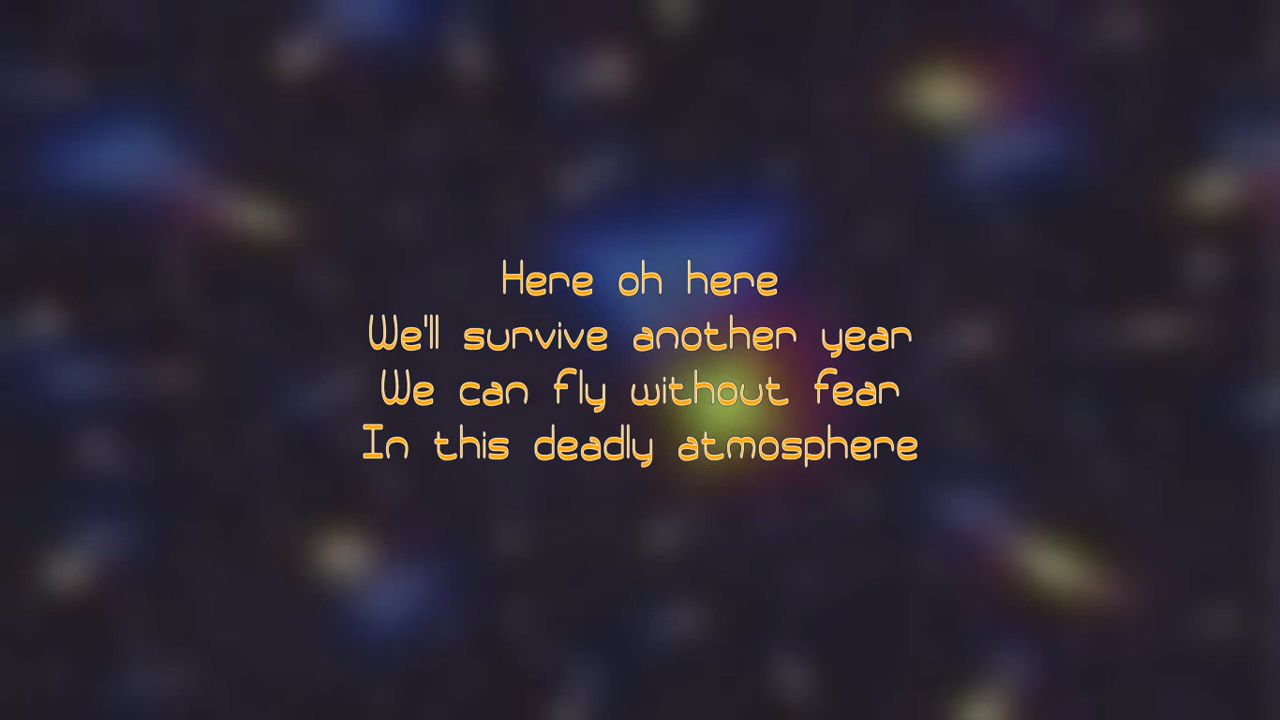 Here oh here
We'll survive another year
We can fly without fear
In this deadly atmosphere